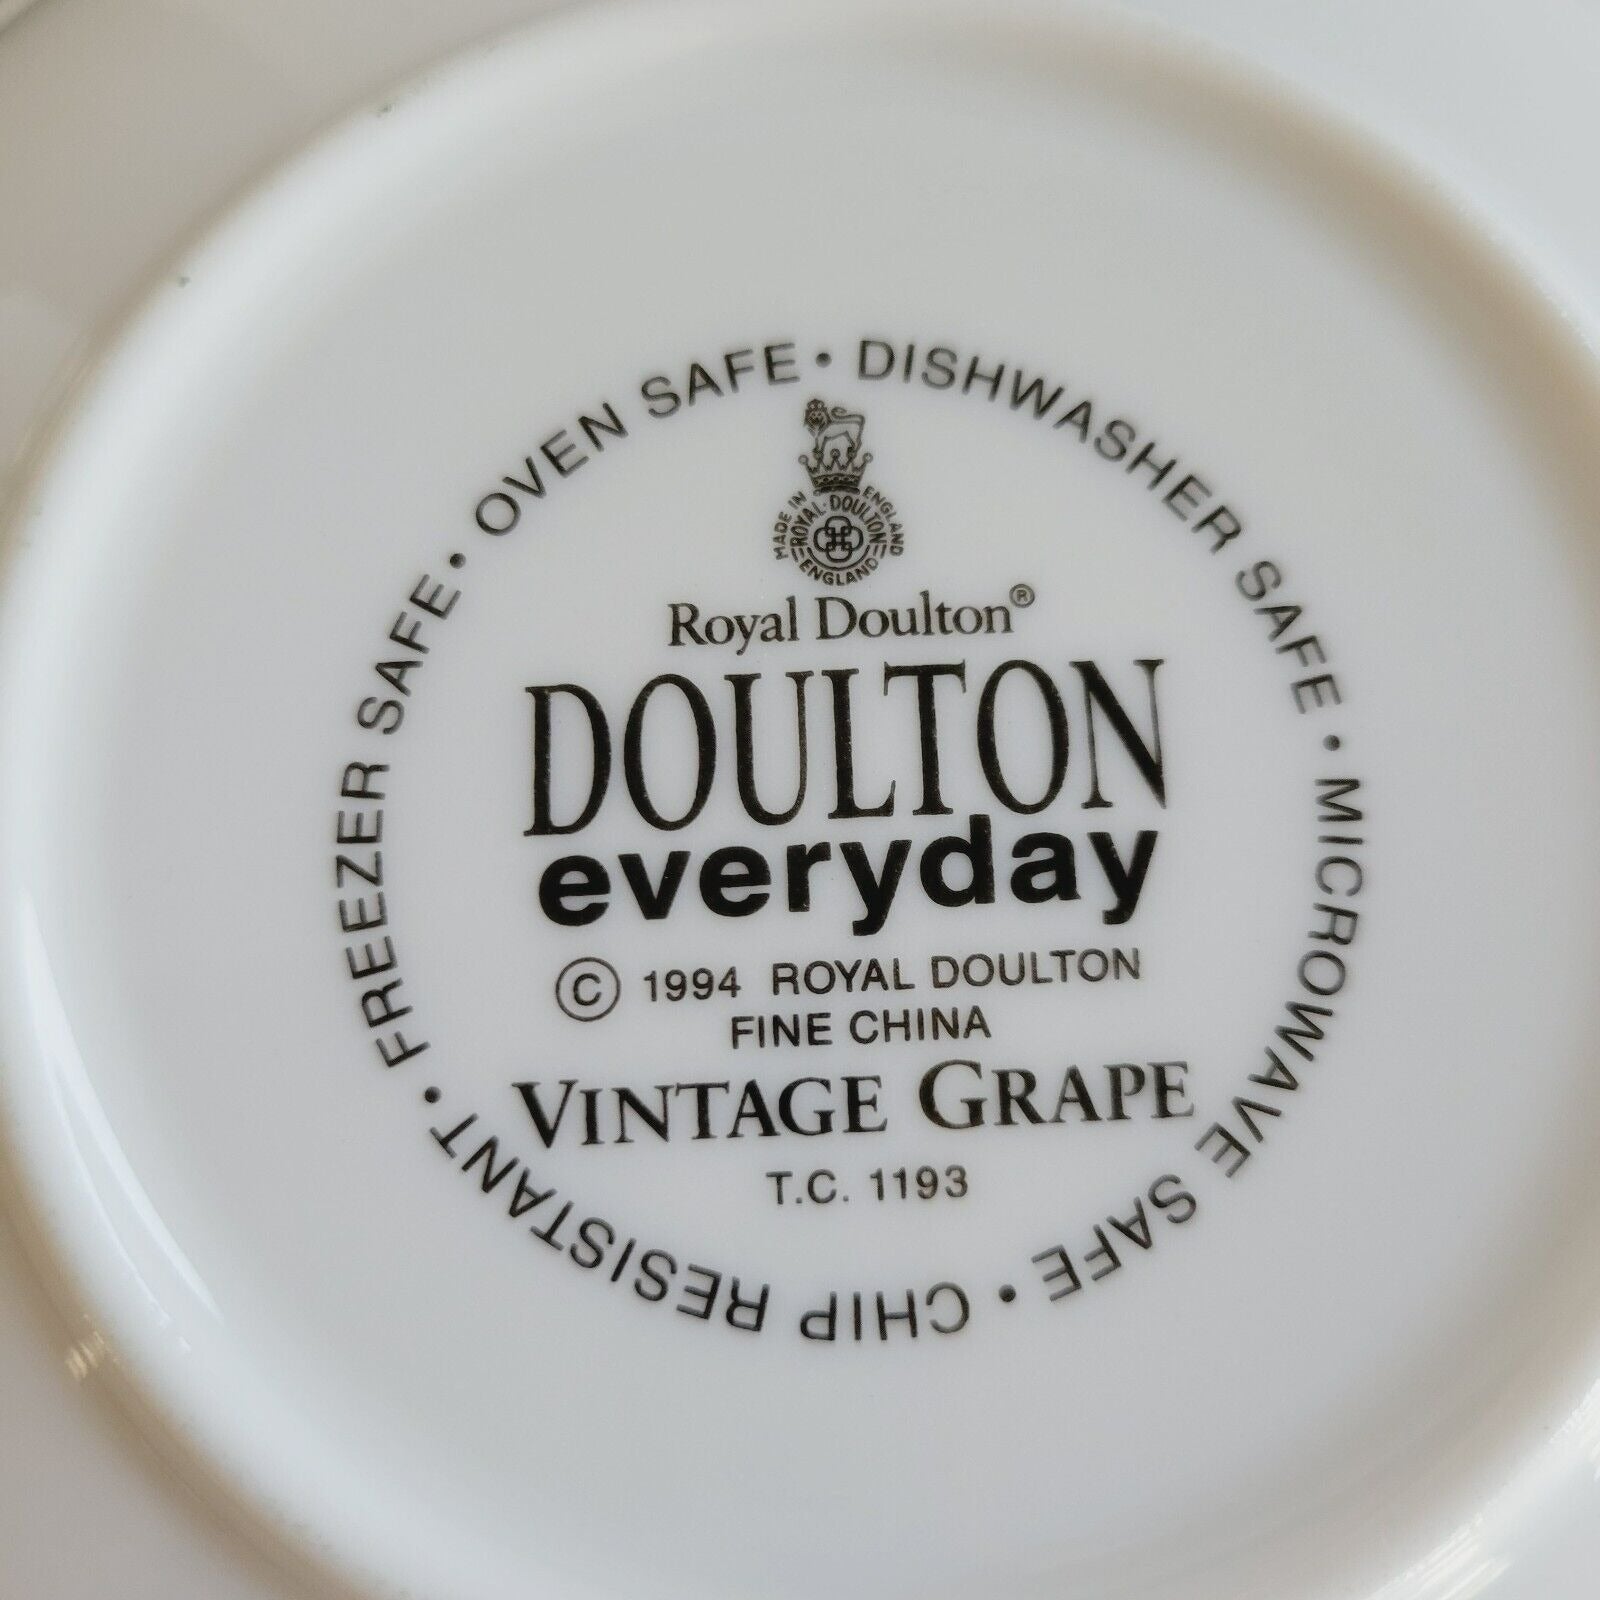 OVEN SAFE • DISHWASHER SAFE • MICROWAVE SAFE • CHIP RESISTANT • FREEZER SAFE •
MADE IN ENGLAND
ROYAL · DOULTON
ENGLAND
Royal Doulton®
DOULTON
everyday
© 1994 ROYAL DOULTON
FINE CHINA
VINTAGE GRAPE
T.C. 1193